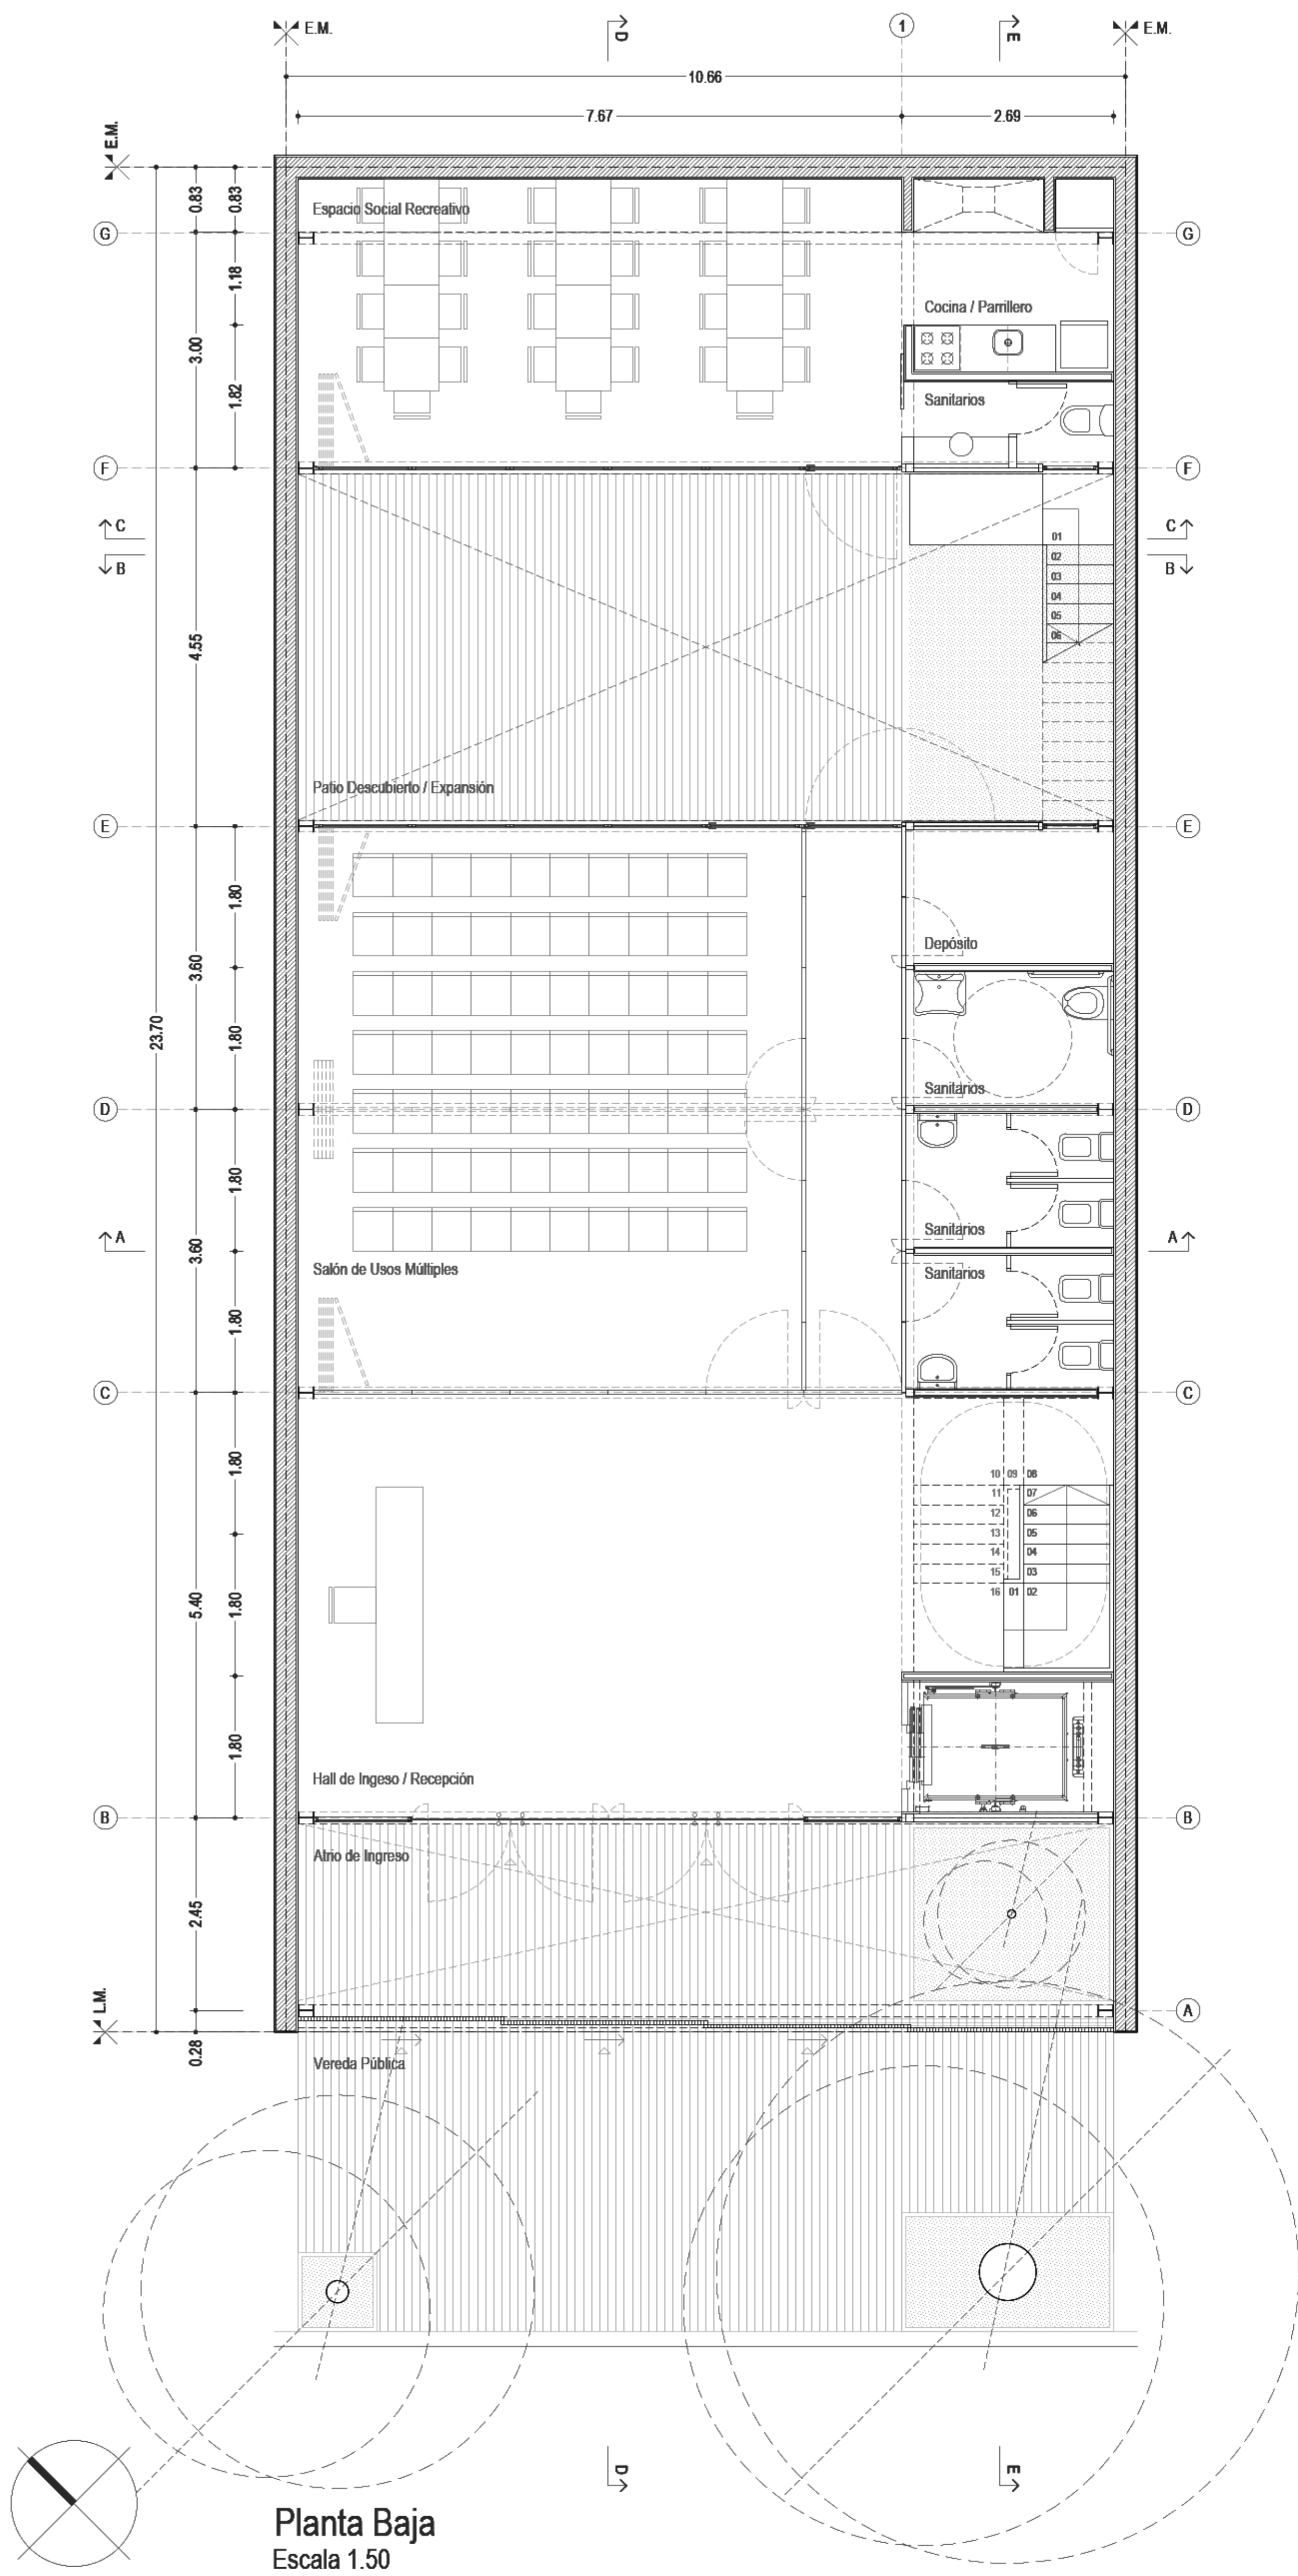 E.M.
D
1
E
E.M.
10.66
7.67
2.69
E.M.
0.83
0.83
Espacio Social Recreativo
G
G
1.18
Cocina / Parrillero
3.00
1.82
Sanitarios
F
F
C
C
B
B
01
02
03
04
05
06
4.55
Patio Descubierto / Expansión
E
E
1.80
Depósito
3.60
23.70
1.80
Sanitarios
D
D
1.80
Sanitarios
A
A
3.60
Salón de Usos Múltiples
Sanitarios
1.80
C
C
1.80
10 09 08
11 07
12 06
13 05
14 04
15 03
16 01 02
5.40
1.80
1.80
Hall de Ingeso / Recepción
B
B
Atrio de Ingreso
2.45
L.M.
A
0.28
Vereda Pública
D
E
Planta Baja
Escala 1.50